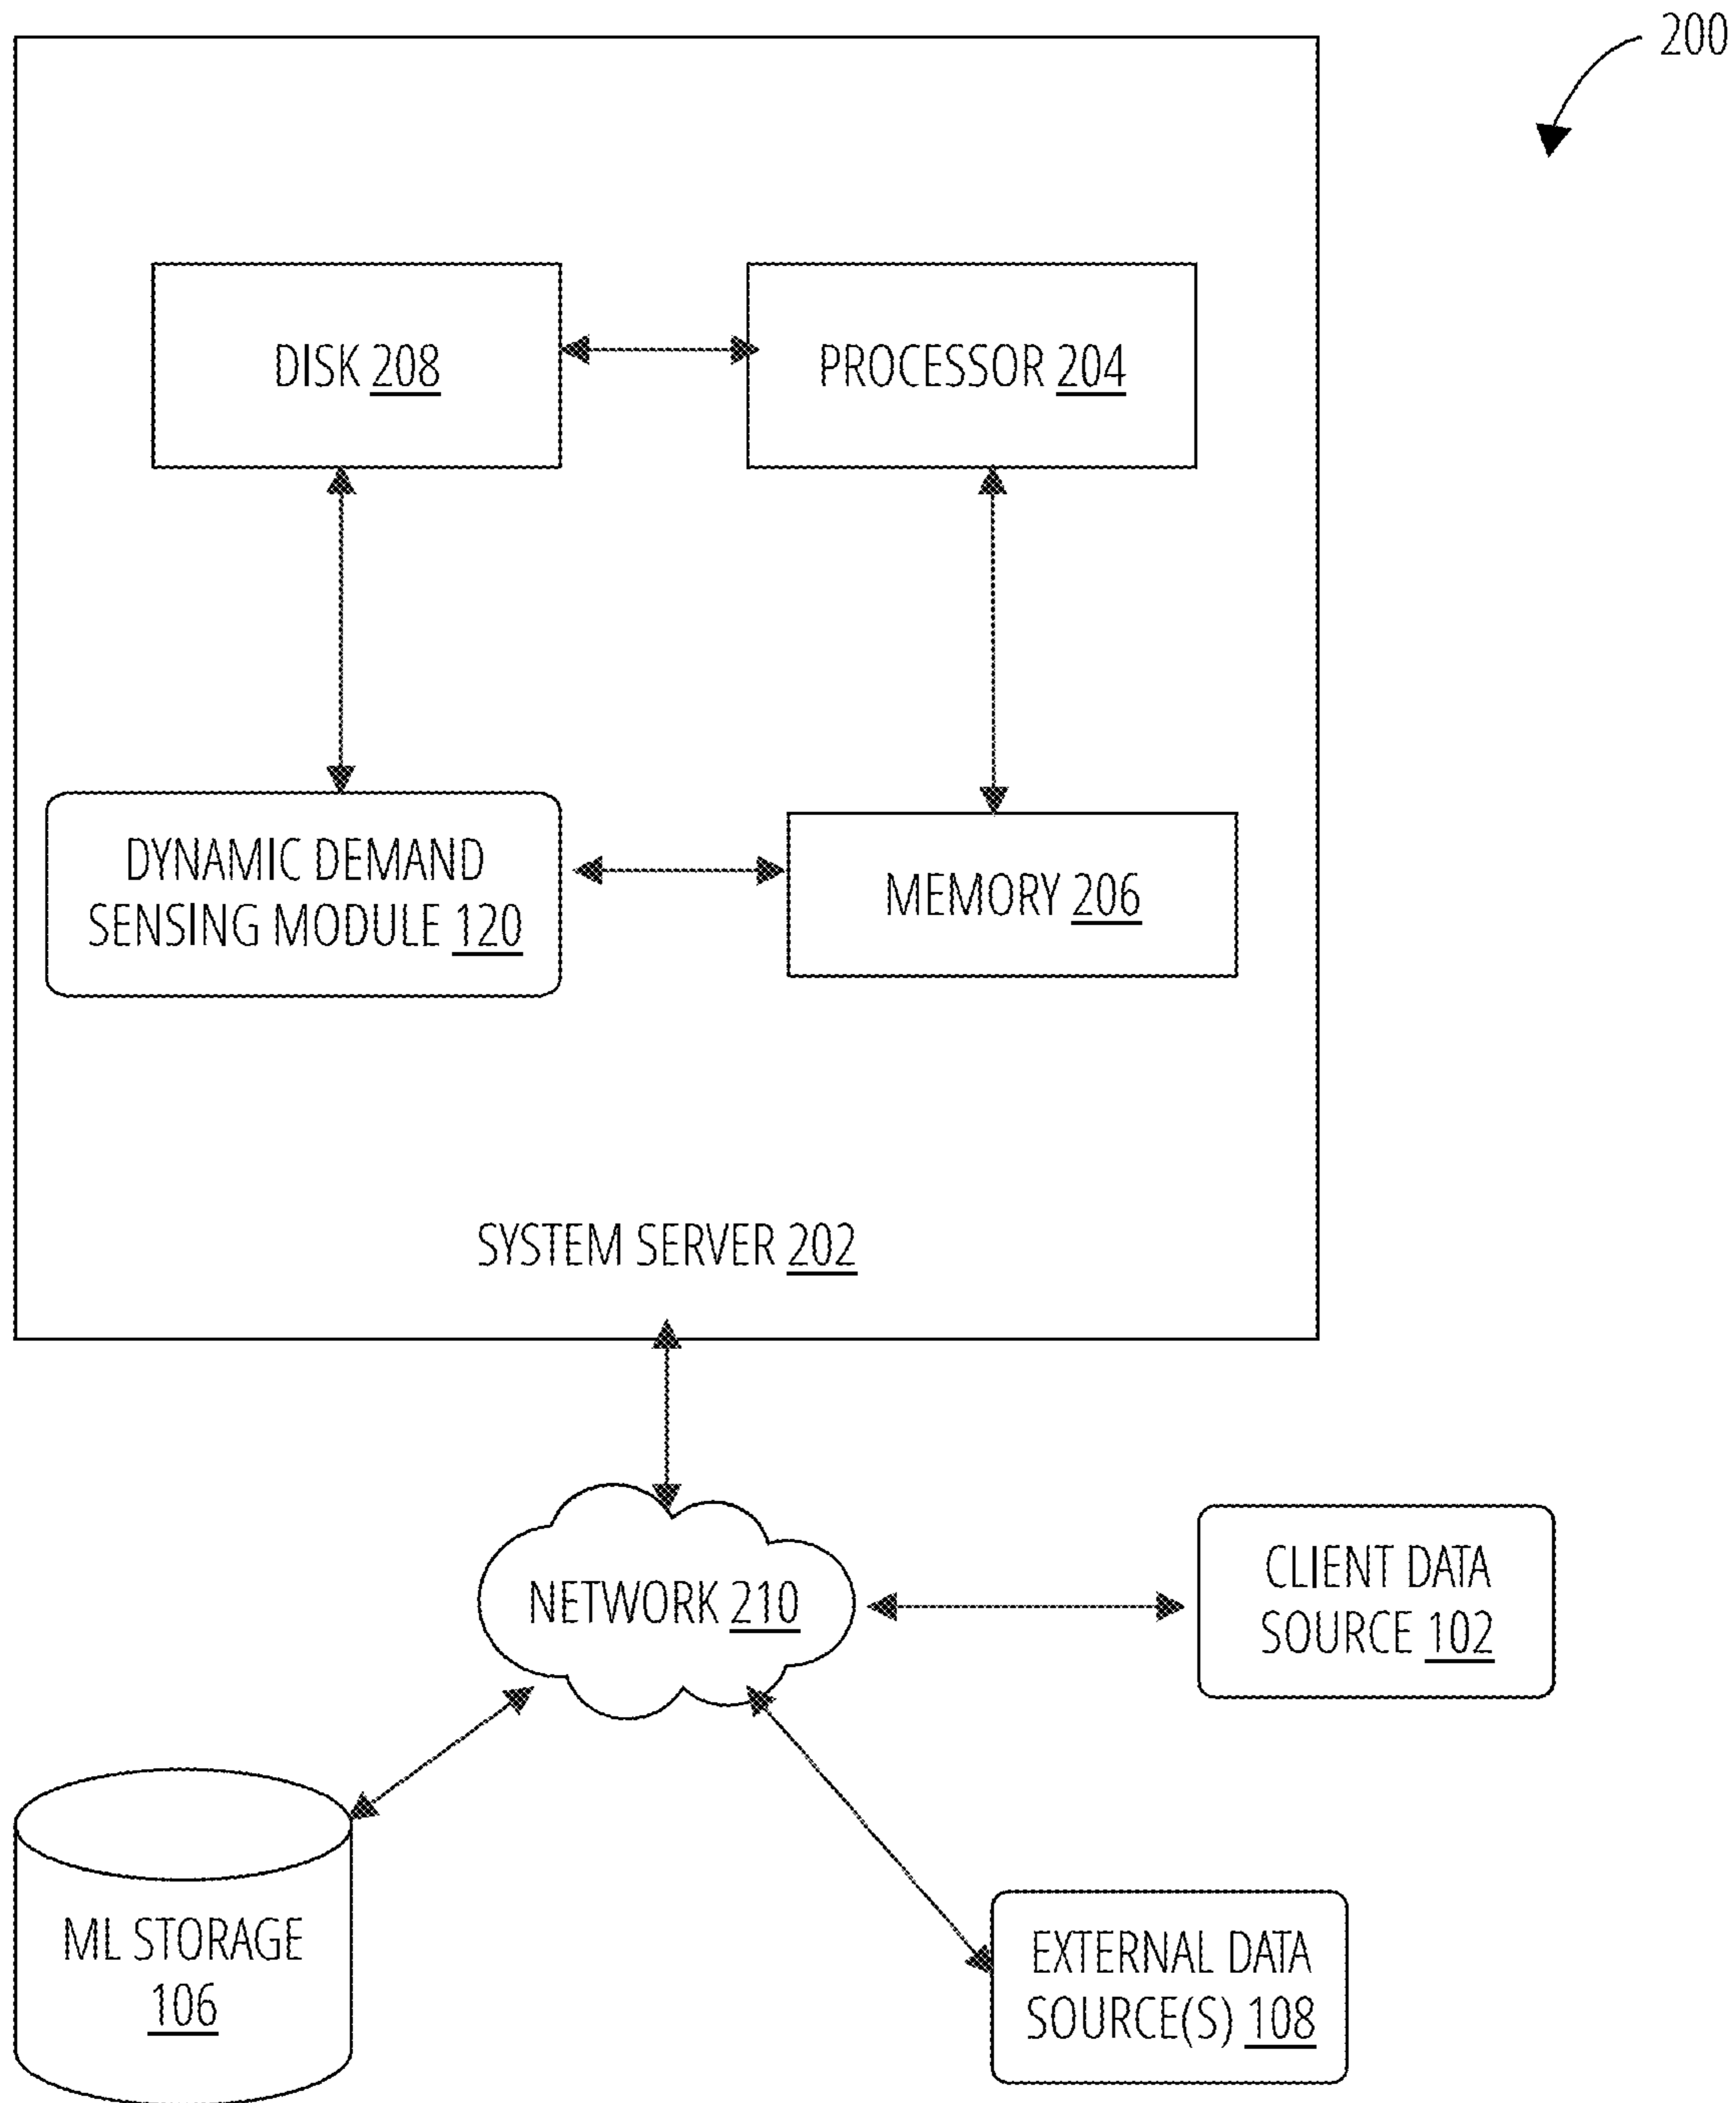 200
DISK 208
PROCESSOR 204
DYNAMIC DEMAND
SENSING MODULE 120
MEMORY 206
SYSTEM SERVER 202
NETWORK 210
CLIENT DATA
SOURCE 102
ML STORAGE
106
EXTERNAL DATA
SOURCE(S) 108